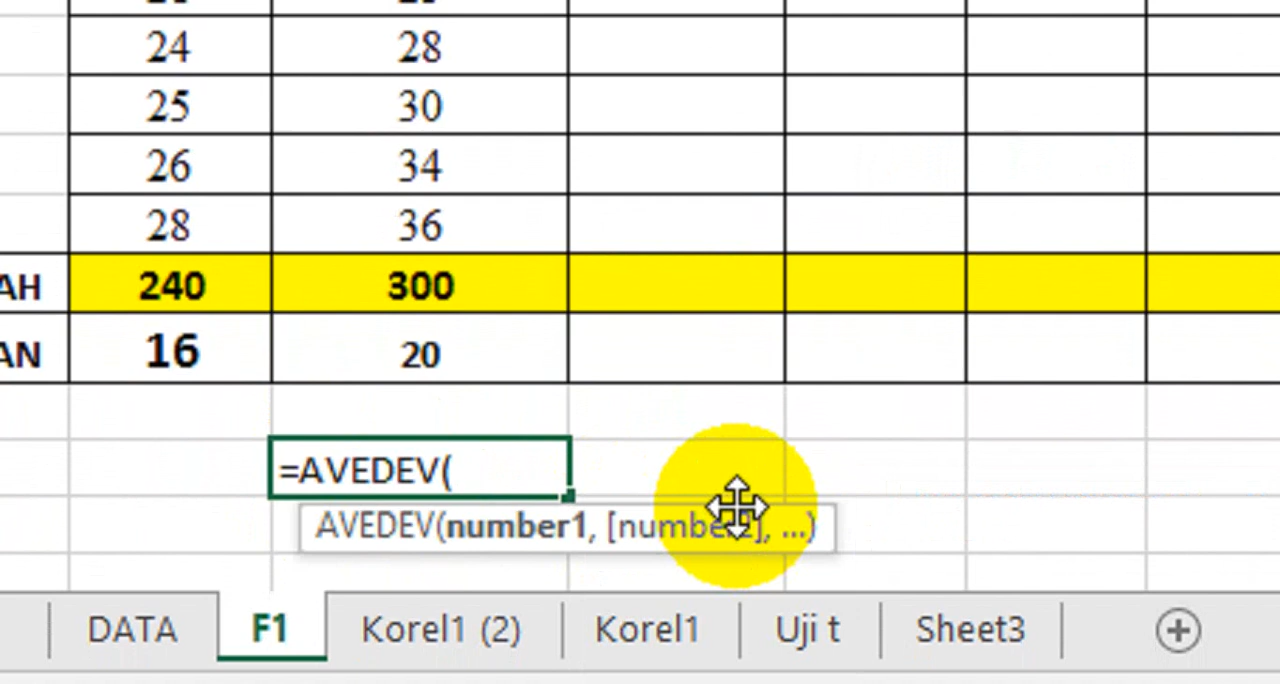 24 28
25 30
26 34
28 36
AH 240 300
AN 16 20
=AVEDEV(
AVEDEV(number1, [number2], ...)
DATA F1 Korel1 (2) Korel1 Uji t Sheet3